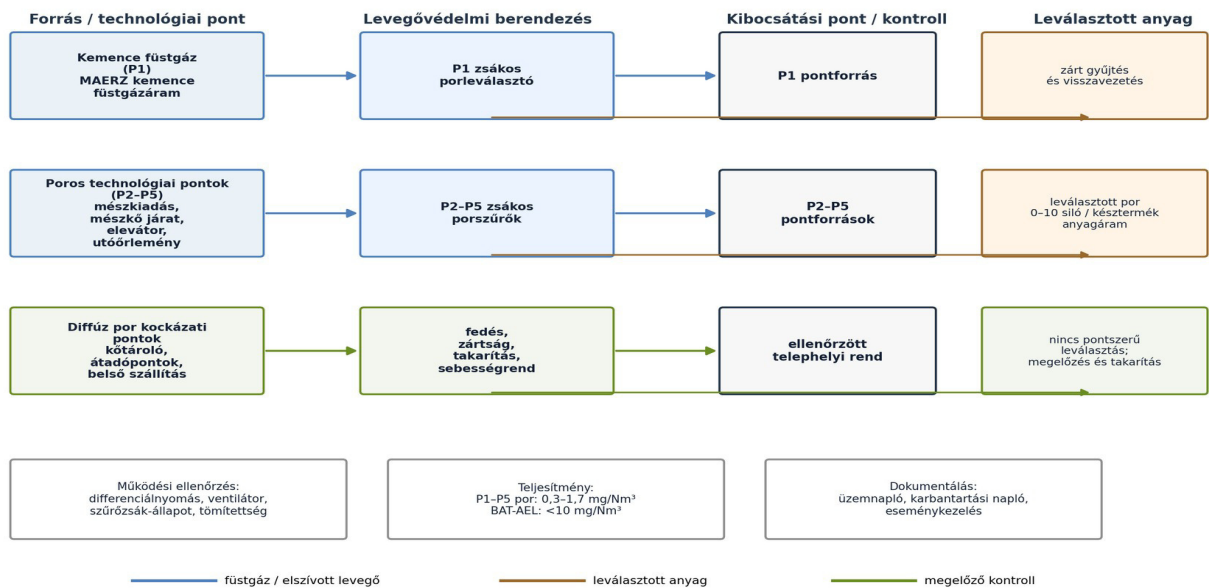 Forrás / technológiai pont
Levegővédelmi berendezés
Kibocsátási pont / kontroll
Leválasztott anyag
Kemence füstgáz
(P1)
MAERZ kemence
füstgázáram
P1 zsákos
porleválasztó
P1 pontforrás
zárt gyűjtés
és visszavezetés
Poros technológiai pontok
(P2–P5)
mészkiadás,
mészkő járat,
elevátor,
utóőrlemény
P2–P5 zsákos
porszűrők
P2–P5
pontforrások
leválasztott por
0–10 siló / késztermék
anyagáram
Diffúz por kockázati
pontok
kőtároló,
átadópontok,
belső szállítás
fedés,
zártság,
takarítás,
sebességrend
ellenőrzött
telephelyi rend
nincs pontszerű
leválasztás;
megelőzés és takarítás
Működési ellenőrzés:
differenciálnyomás, ventilátor,
szűrőzsák-állapot, tömítettség
Teljesítmény:
P1–P5 por: 0,3–1,7 mg/Nm³
BAT-AEL: <10 mg/Nm³
Dokumentálás:
üzemnapló, karbantartási napló,
eseménykezelés
füstgáz / elszívott levegő
leválasztott anyag
megelőző kontroll